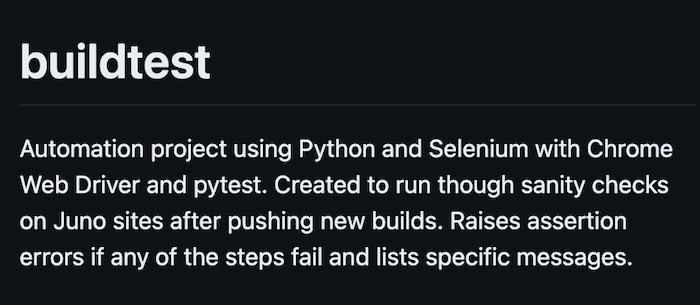 buildtest
Automation project using Python and Selenium with Chrome
Web Driver and pytest. Created to run though sanity checks
on Juno sites after pushing new builds. Raises assertion
errors if any of the steps fail and lists specific messages.